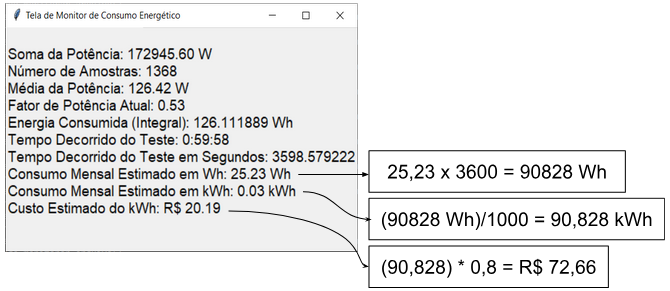 Tela de Monitor de Consumo Energético
Soma da Potência: 172945.60 W
Número de Amostras: 1368
Média da Potência: 126.42 W
Fator de Potência Atual: 0.53
Energia Consumida (Integral): 126.111889 Wh
Tempo Decorrido do Teste: 0:59:58
Tempo Decorrido do Teste em Segundos: 3598.579222
Consumo Mensal Estimado em Wh: 25.23 Wh
25,23 x 3600 = 90828 Wh
Consumo Mensal Estimado em kWh: 0.03 kWh
(90828 Wh)/1000 = 90,828 kWh
Custo Estimado do kWh: R$ 20.19
(90,828) * 0,8 = R$ 72,66